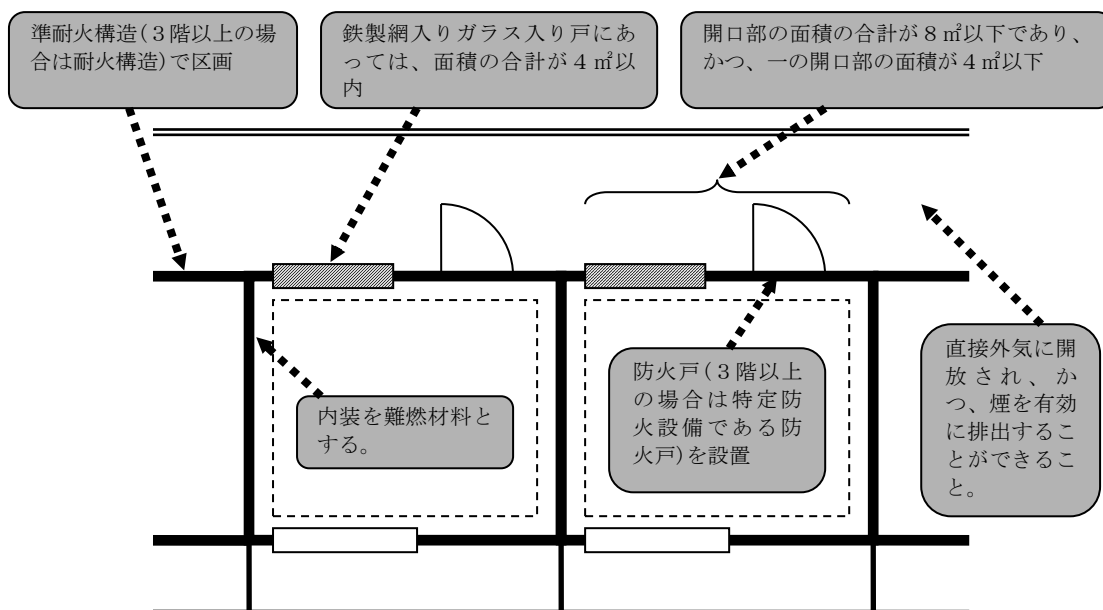 準耐火構造(3階以上の場
合は耐火構造)で区画
鉄製網入りガラス入り戸にあ
っては、面積の合計が4㎡以
内
開口部の面積の合計が8㎡以下であり、
かつ、一の開口部の面積が4㎡以下
内装を難燃材料と
する。
防火戸(3階以上
の場合は特定防
火設備である防
火戸)を設置
直接外気に開
放され、か
つ、煙を有効
に排出するこ
とができるこ
と。